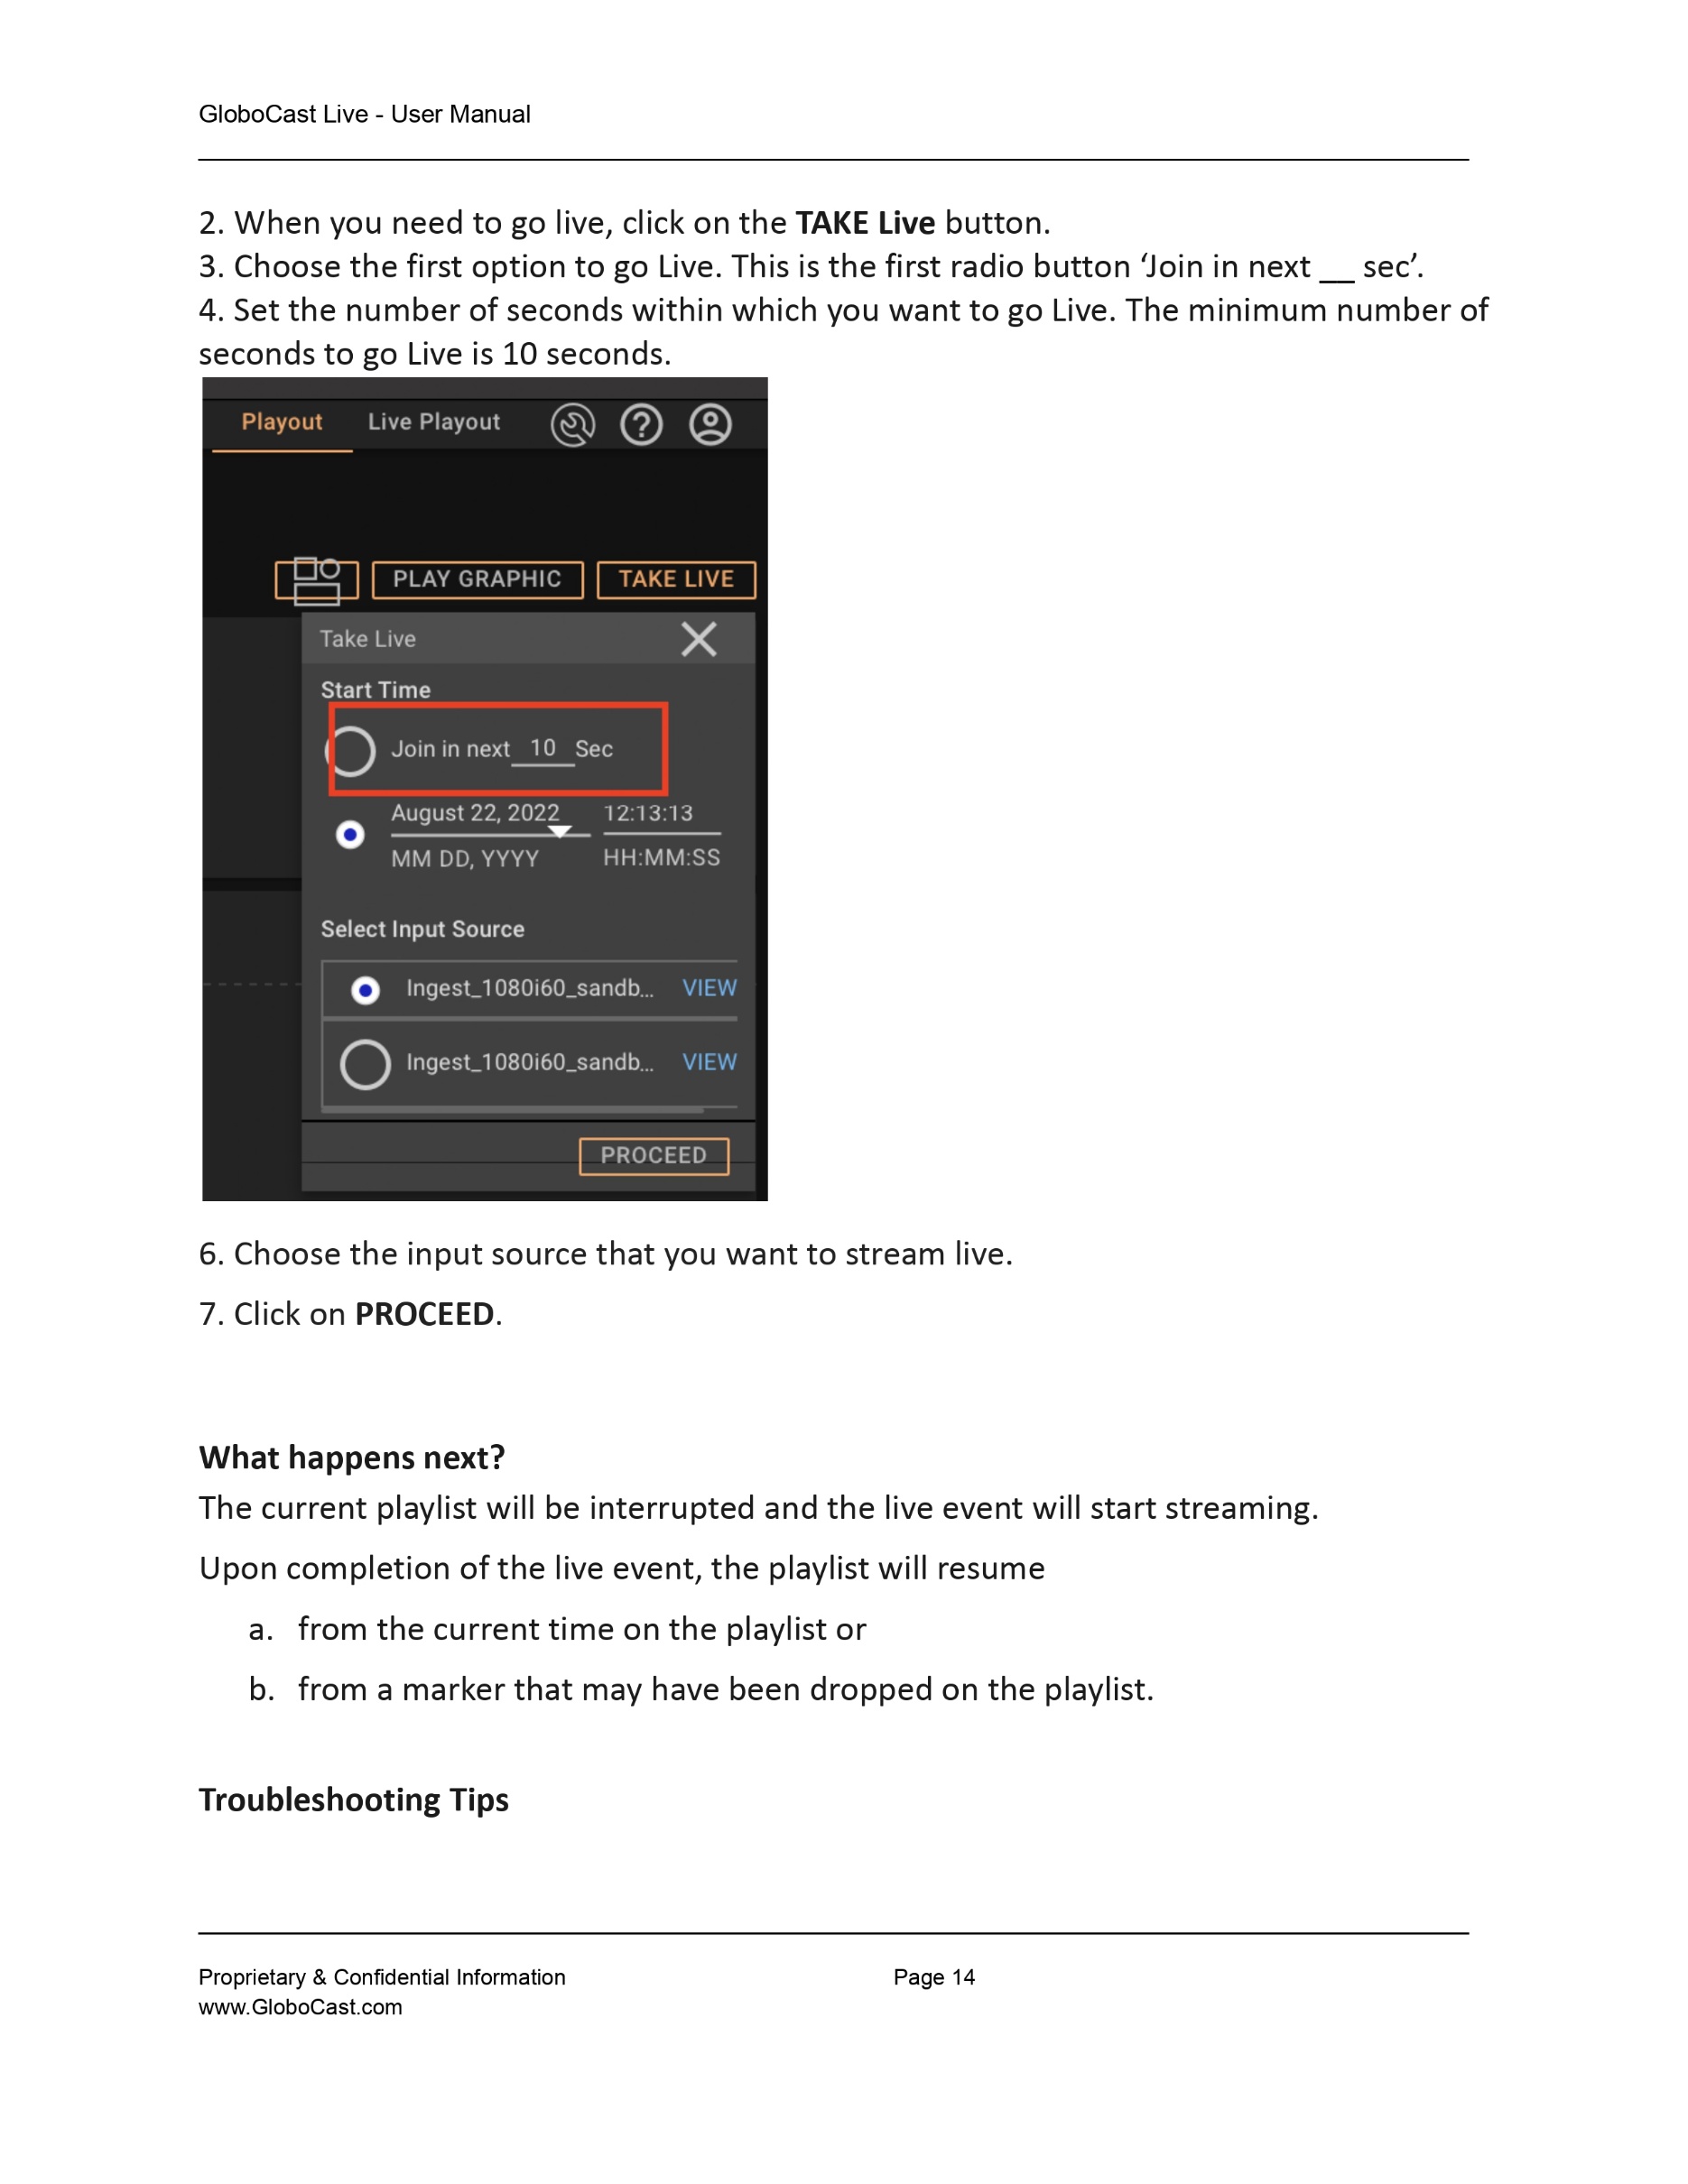 GloboCast Live - User Manual
2. When you need to go live, click on the TAKE Live button.
3. Choose the first option to go Live. This is the first radio button ‘Join in next __ sec’.
4. Set the number of seconds within which you want to go Live. The minimum number of
seconds to go Live is 10 seconds.
Playout Live Playout
PLAY GRAPHIC TAKE LIVE
Take Live
Start Time
Join in next 10 Sec
August 22, 2022 12:13:13
MM DD, YYYY HH:MM:SS
Select Input Source
Ingest_1080i60_sandb... VIEW
Ingest_1080i60_sandb... VIEW
PROCEED
6. Choose the input source that you want to stream live.
7. Click on PROCEED.
What happens next?
The current playlist will be interrupted and the live event will start streaming.
Upon completion of the live event, the playlist will resume
a. from the current time on the playlist or
b. from a marker that may have been dropped on the playlist.
Troubleshooting Tips
Proprietary & Confidential Information Page 14
www.GloboCast.com